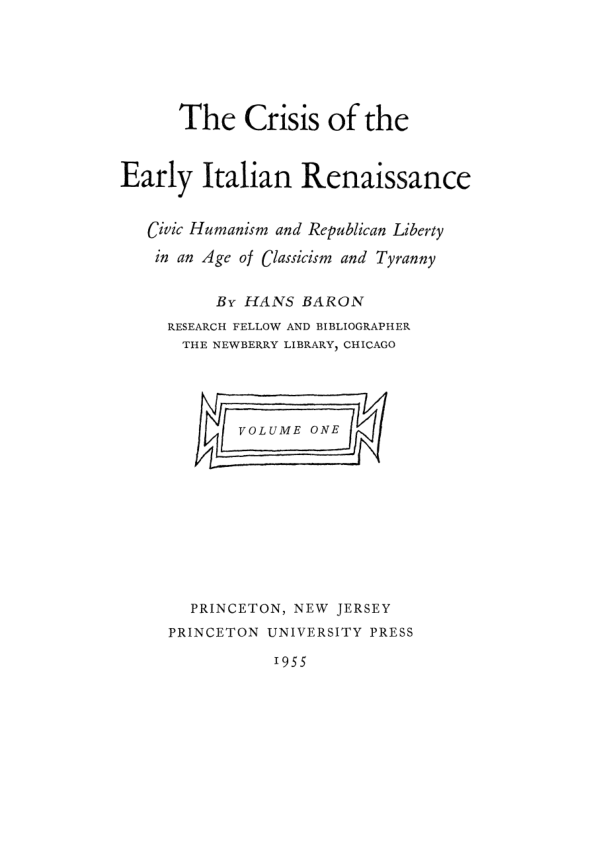 The Crisis of the
Early Italian Renaissance
Civic Humanism and Republican Liberty
in an Age of Classicism and Tyranny
By HANS BARON
RESEARCH FELLOW AND BIBLIOGRAPHER
THE NEWBERRY LIBRARY, CHICAGO
VOLUME ONE
PRINCETON, NEW JERSEY
PRINCETON UNIVERSITY PRESS
1955